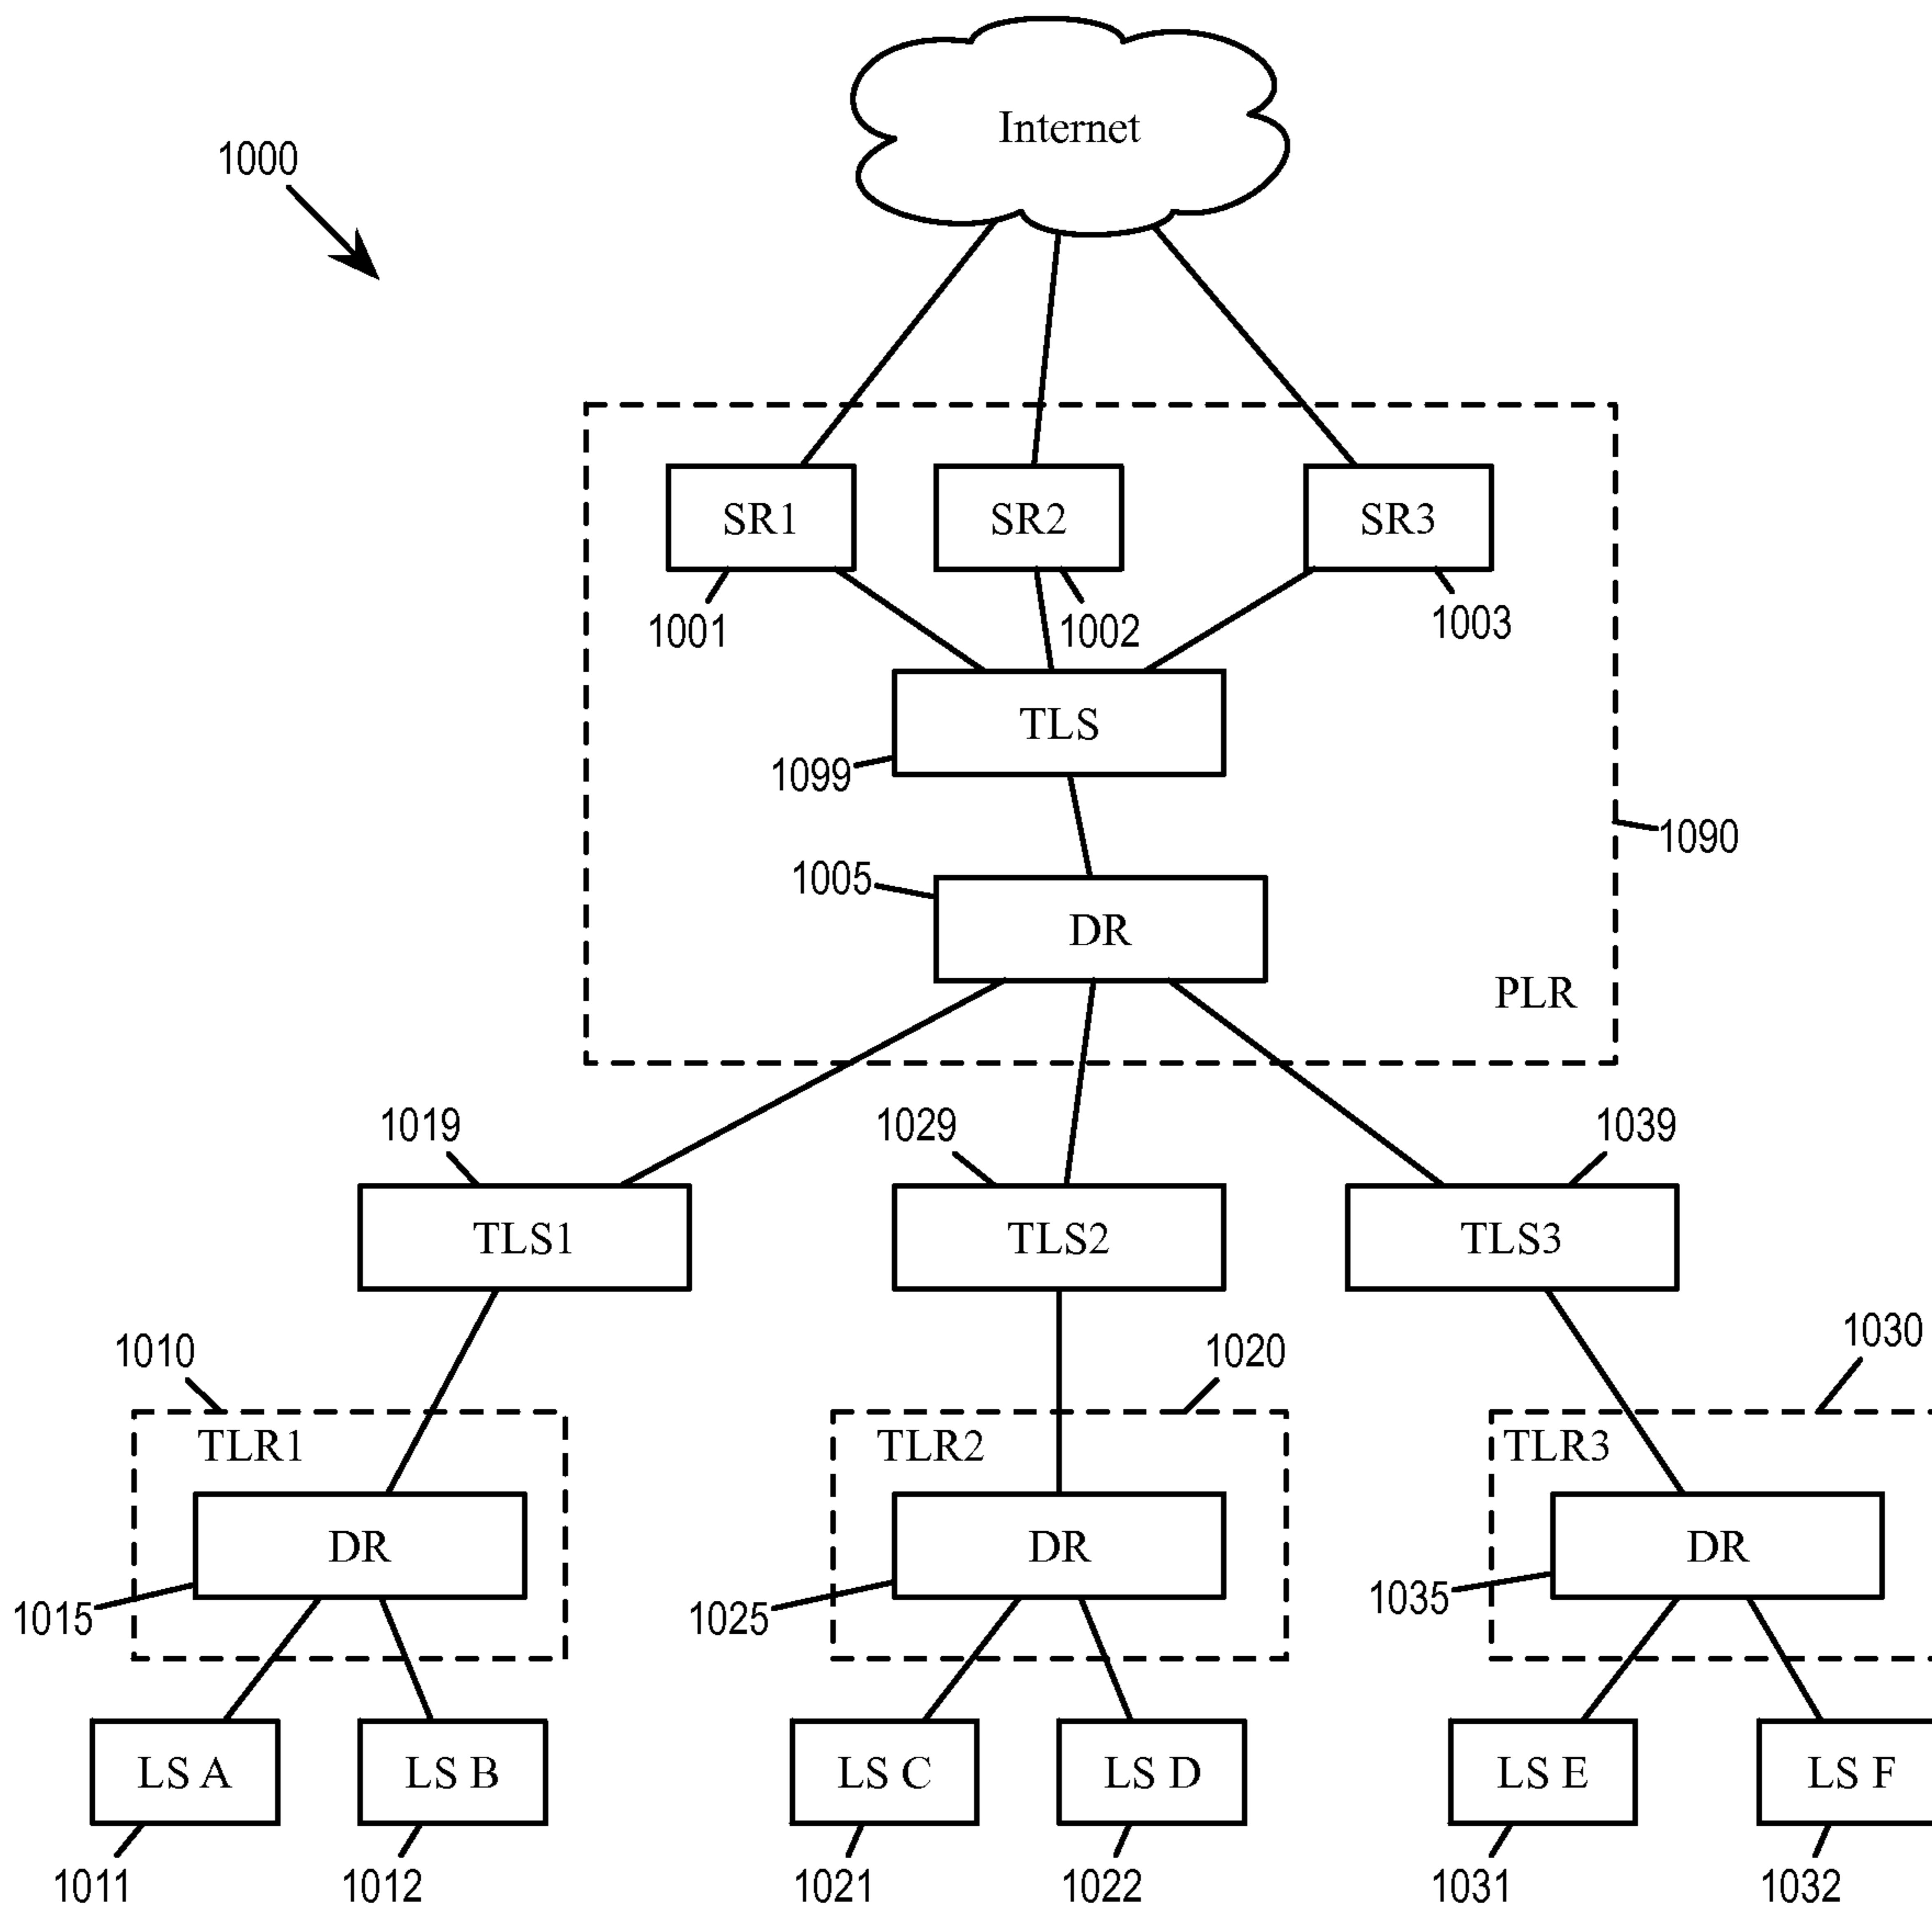 Internet
1000
SR1
SR2
SR3
1001
1002
1003
TLS
1099
1090
1005
DR
PLR
1019
1029
1039
TLS1
TLS2
TLS3
1010
1020
1030
TLR1
TLR2
TLR3
DR
DR
DR
1015
1025
1035
LS A
LS B
LS C
LS D
LS E
LS F
1011
1012
1021
1022
1031
1032